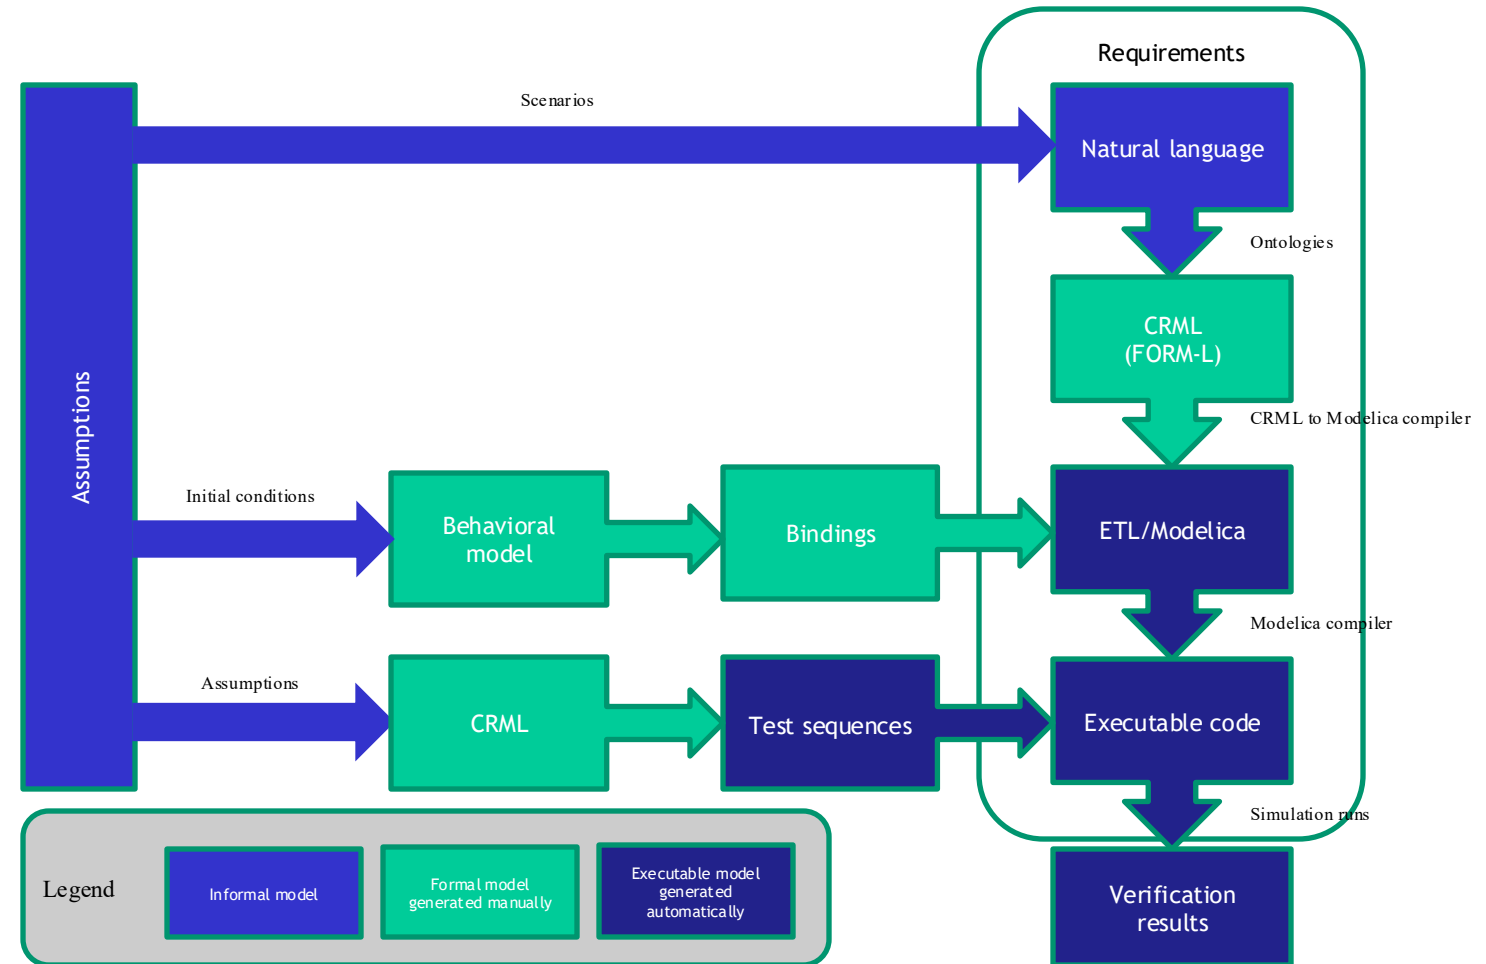 Requirements
Scenarios
Natural language
Ontologies
CRML
(FORM-L)
CRML to Modelica compiler
Assumptions
Initial conditions
Behavioral
model
Bindings
ETL/Modelica
Modelica compiler
Assumptions
CRML
Test sequences
Executable code
Simulation runs
Legend
Informal model
Formal model
generated manually
Executable model
generated
automatically
Verification
results